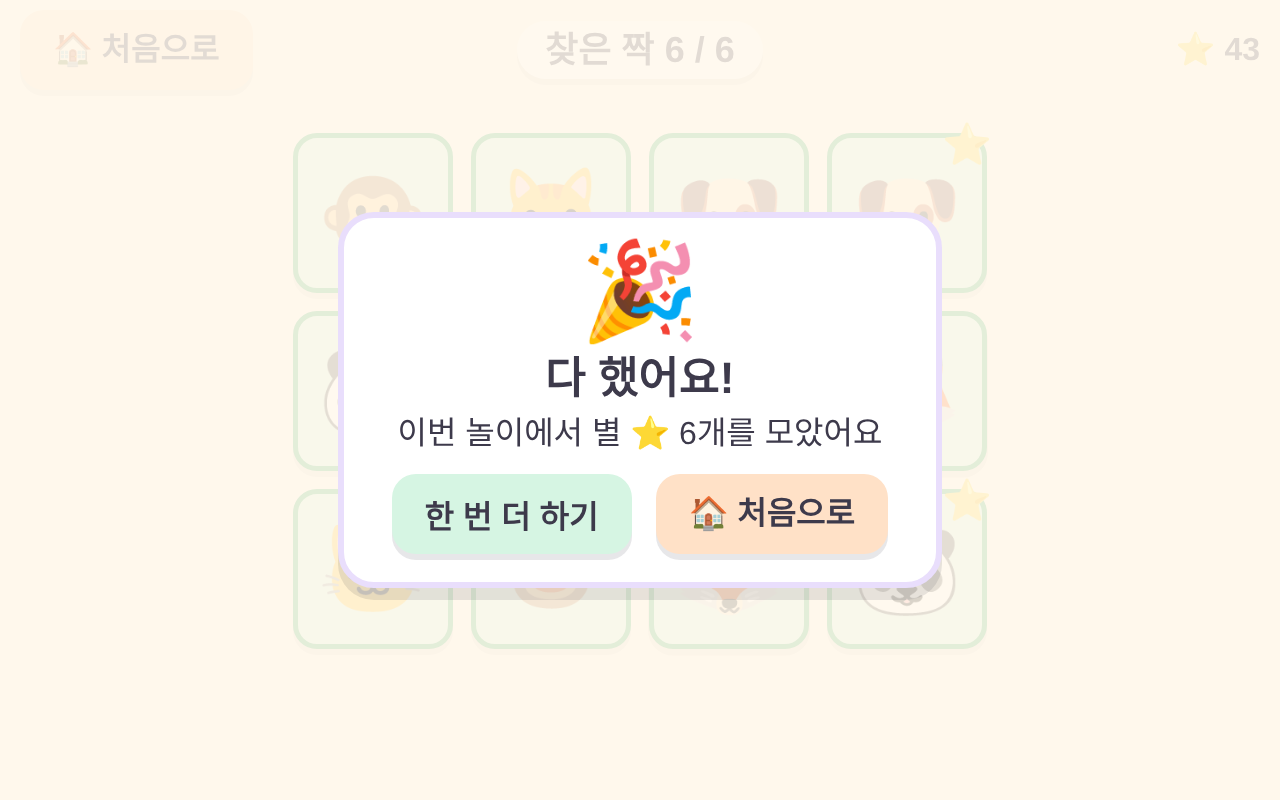 🏠 처음으로
찾은 짝 6 / 6
⭐ 43
다 했어요!
이번 놀이에서 별 ⭐ 6개를 모았어요
한 번 더 하기
🏠 처음으로